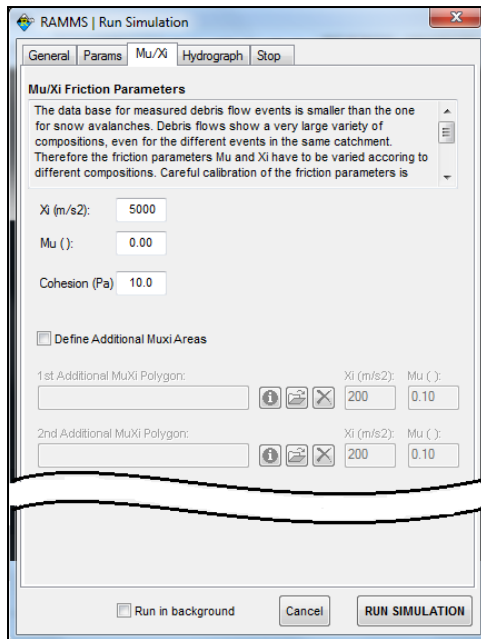 RAMMS | Run Simulation
x
General Params Mu/Xi Hydrograph Stop
Mu/Xi Friction Parameters
The data base for measured debris flow events is smaller than the one
for snow avalanches. Debris flows show a very large variety of
compositions, even for the different events in the same catchment.
Therefore the friction parameters Mu and Xi have to be varied accoring to
different compositions. Careful calibration of the friction parameters is
Xi (m/s2): 5000
Mu ( ): 0.00
Cohesion (Pa) 10.0
Define Additional Muxi Areas
1st Additional MuXi Polygon: Xi (m/s2): Mu ( ):
200 0.10
2nd Additional MuXi Polygon: Xi (m/s2): Mu ( ):
200 0.10
Run in background Cancel RUN SIMULATION